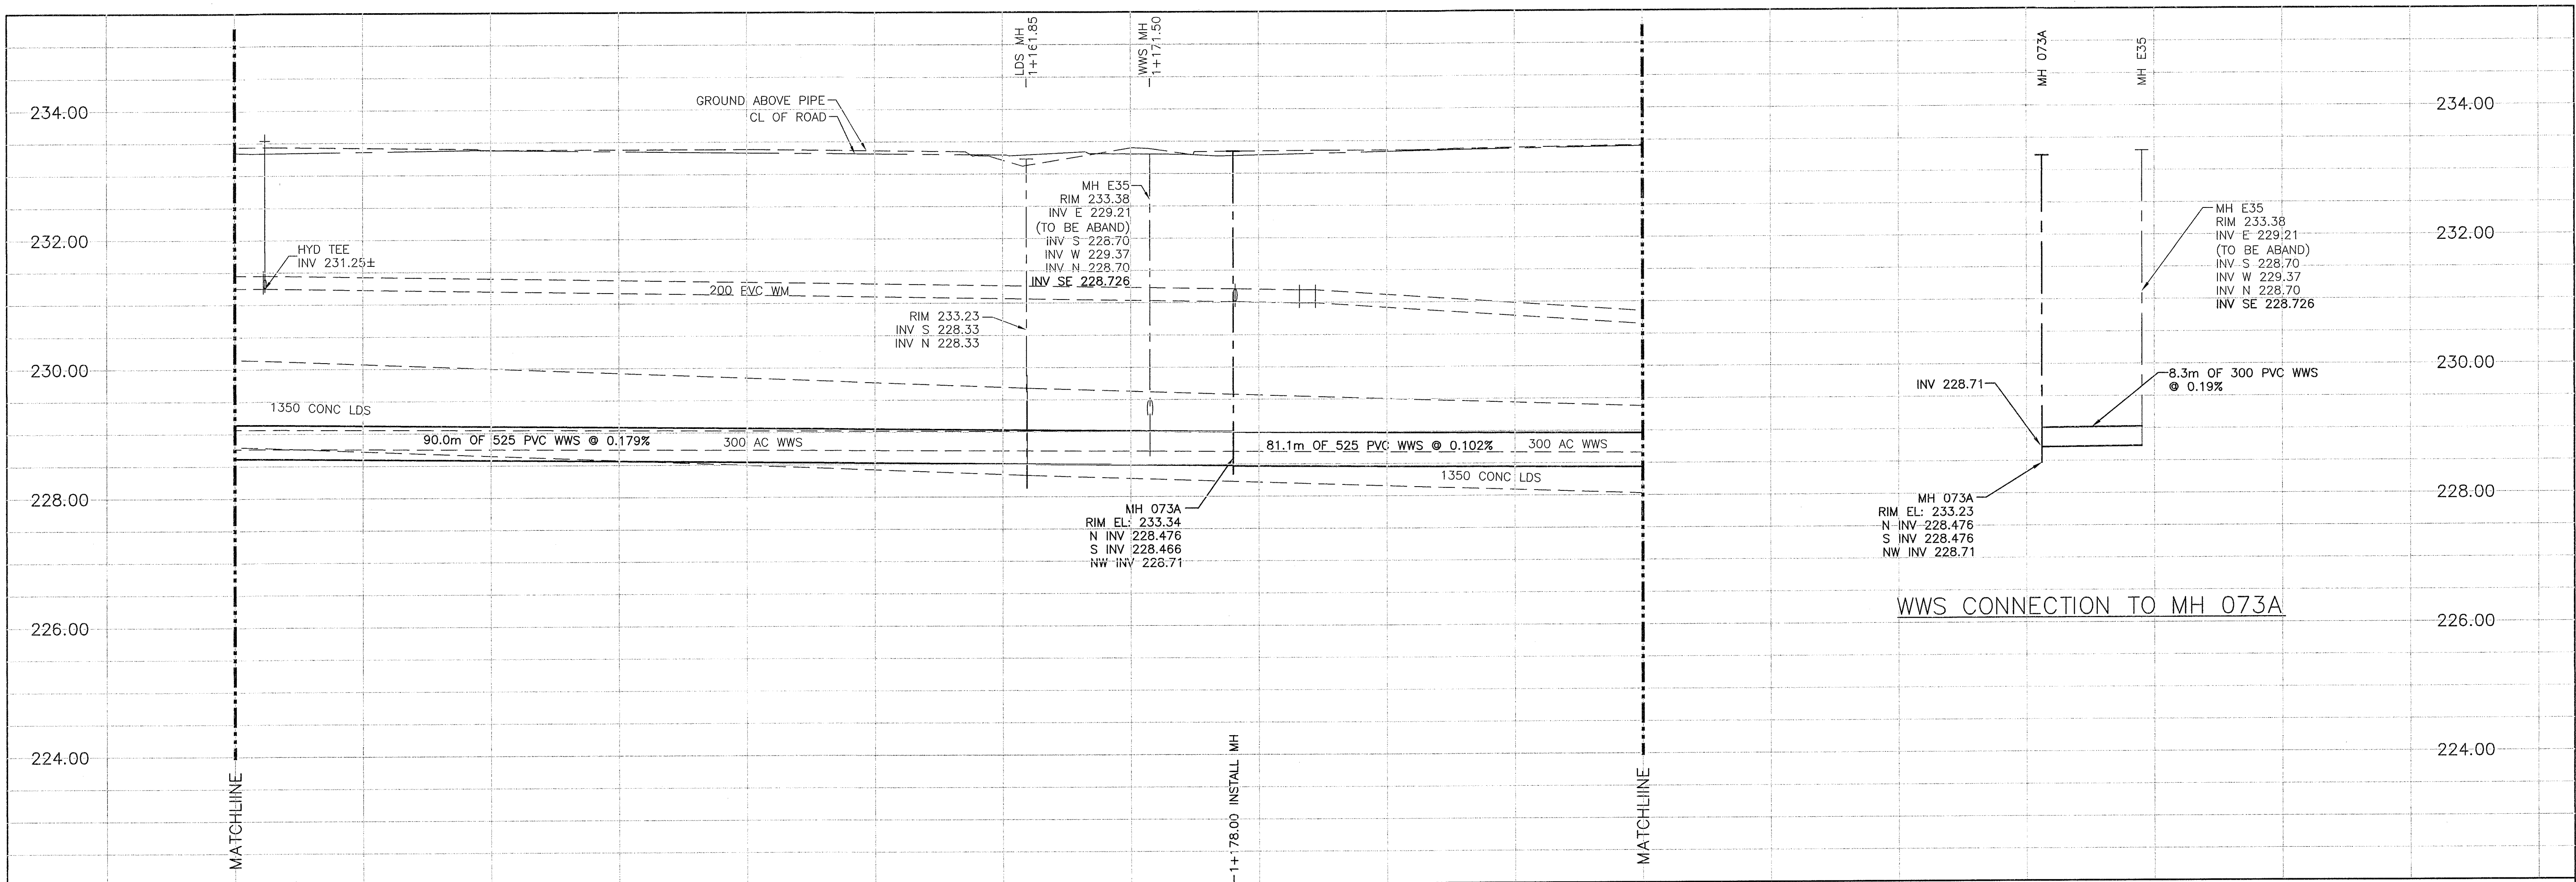 LDS MH
1+161.85
WWS MH
1+171.50
MH 073A
MH E35
234.00
GROUND ABOVE PIPE
CL OF ROAD
234.00
232.00
HYD TEE
INV 231.25±
MH E35
RIM 233.38
INV E 229.21
(TO BE ABAND)
INV S 228.70
INV W 229.37
INV N 228.70
INV SE 228.726
MH E35
RIM 233.38
INV E 229.21
(TO BE ABAND)
INV S 228.70
INV W 229.37
INV N 228.70
INV SE 228.726
232.00
200 PVC WM
RIM 233.23
INV S 228.33
INV N 228.33
230.00
INV 228.71
8.3m OF 300 PVC WWS
@ 0.19%
230.00
1350 CONC LDS
90.0m OF 525 PVC WWS @ 0.179%
300 AC WWS
81.1m OF 525 PVC WWS @ 0.102%
300 AC WWS
1350 CONC LDS
228.00
MH 073A
RIM EL: 233.34
N INV 228.476
S INV 228.466
NW INV 228.71
MH 073A
RIM EL: 233.23
N INV 228.476
S INV 228.476
NW INV 228.71
228.00
WWS CONNECTION TO MH 073A
226.00
226.00
224.00
224.00
MATCHLIINE
1+178.00 INSTALL MH
MATCHLIINE